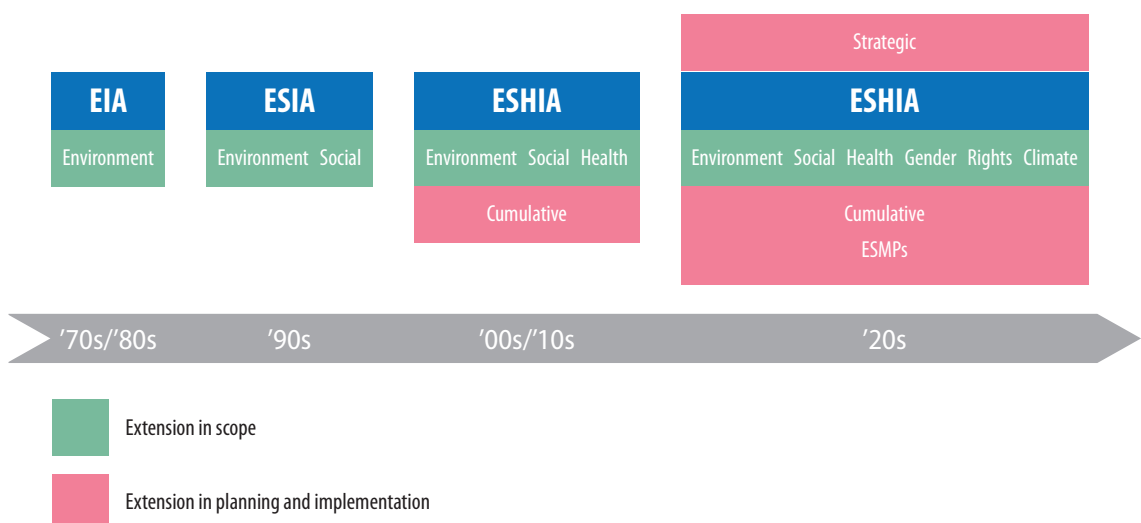 Strategic
EIA ESIA ESHIA ESHIA
Environment Environment Social Environment Social Health Environment Social Health Gender Rights Climate
Cumulative Cumulative
ESMPs
’70s/’80s ’90s ’00s/’10s ’20s
Extension in scope
Extension in planning and implementation